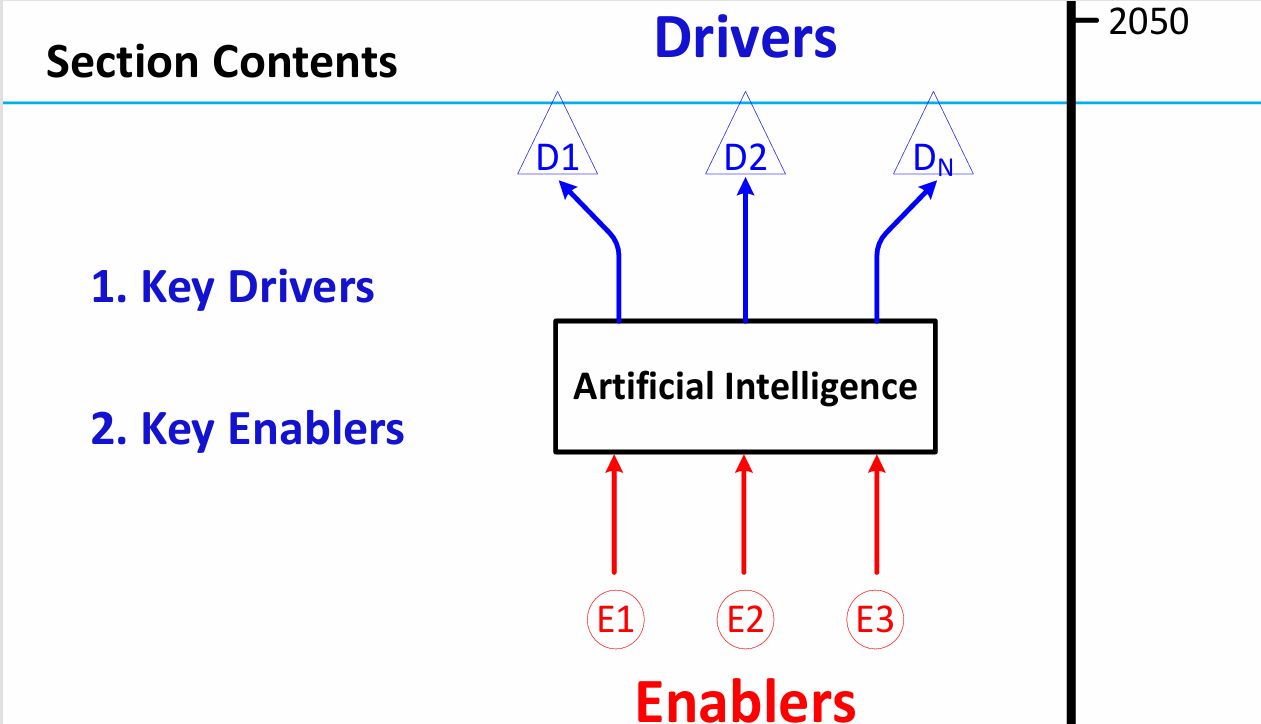 Drivers
2050
Section Contents
D1
D2
DN
1. Key Drivers
Artificial Intelligence
2. Key Enablers
E1
E2
E3
Enablers